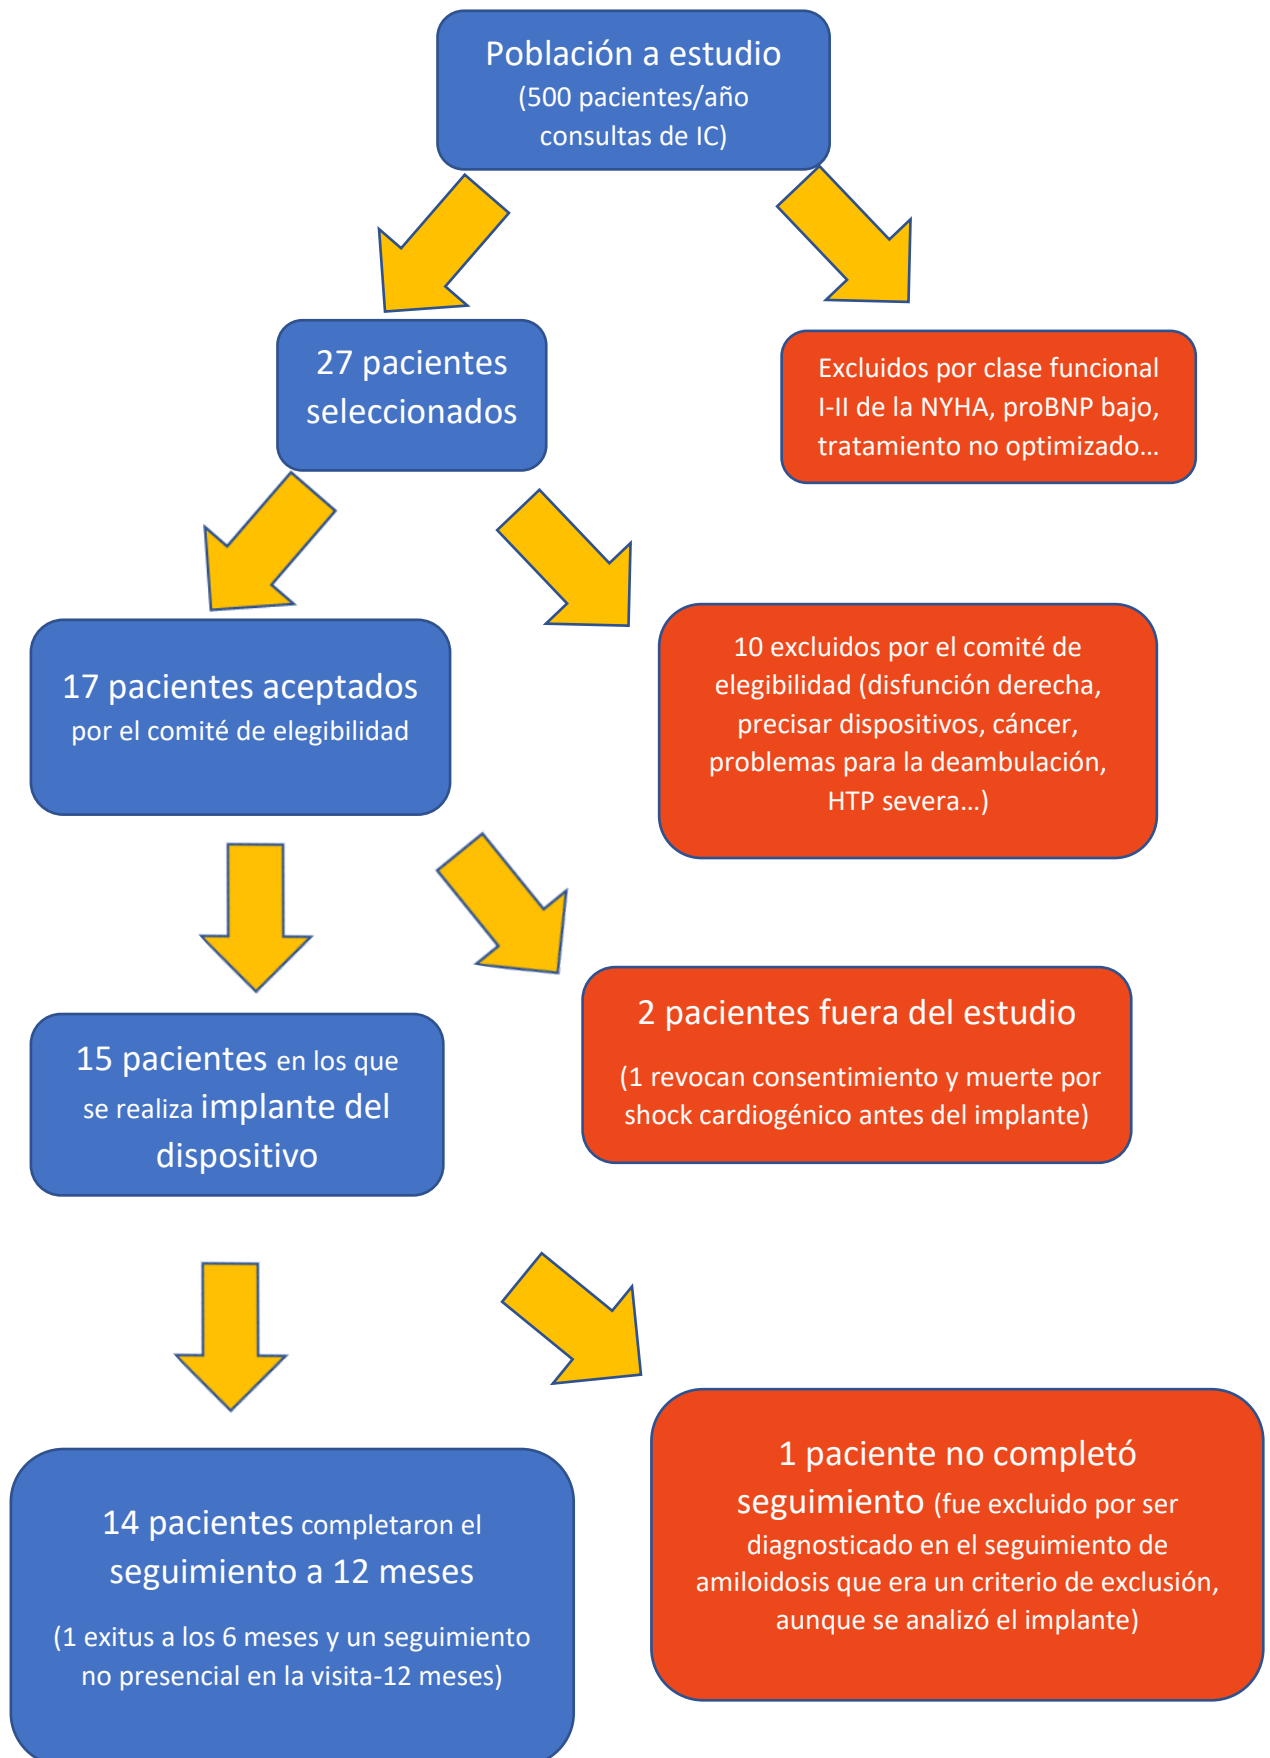 Población a estudio
(500 pacientes/año
consultas de IC)
27 pacientes
seleccionados
Excluidos por clase funcional
I-II de la NYHA, proBNP bajo,
tratamiento no optimizado...
17 pacientes aceptados
por el comité de elegibilidad
10 excluidos por el comité de
elegibilidad (disfunción derecha,
precisar dispositivos, cáncer,
problemas para la deambulación,
HTP severa...)
15 pacientes en los que
se realiza implante del
dispositivo
2 pacientes fuera del estudio
(1 revocan consentimiento y muerte por
shock cardiogénico antes del implante)
14 pacientes completaron el
seguimiento a 12 meses
(1 exitus a los 6 meses y un seguimiento
no presencial en la visita-12 meses)
1 paciente no completó
seguimiento (fue excluido por ser
diagnosticado en el seguimiento de
amiloidosis que era un criterio de exclusión,
aunque se analizó el implante)